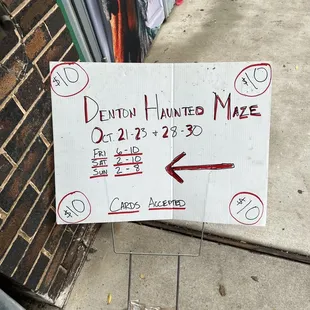 $10 $10
DENTON HAUNTED MAZE
OCT. 21-23 + 28-30
FRI 6-10
SAT 2-10
SUN 2-8
$10 $10
CARDS ACCEPTED